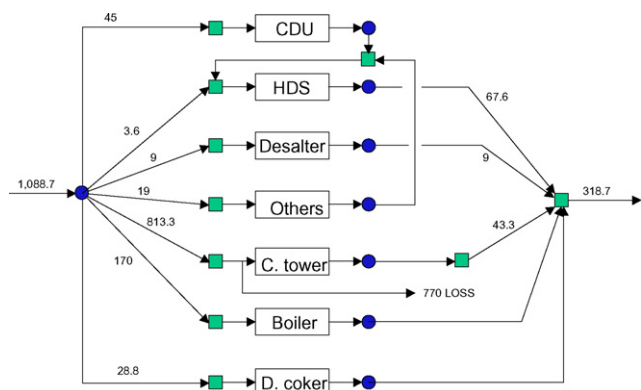 45
CDU
HDS
67.6
3.6
Desalter
9
9
1,088.7
19
Others
318.7
813.3
43.3
C. tower
170
770 LOSS
Boiler
28.8
D. coker